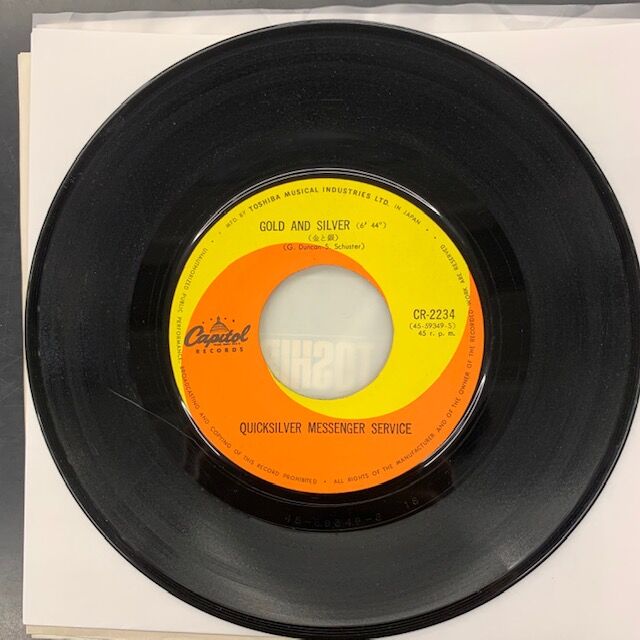 • MFD BY TOSHIBA MUSICAL INDUSTRIES LTD. IN JAPAN •
GOLD AND SILVER (6' 44")
(金と銀)
(G. Duncan-S. Schuster)
Capitol
RECORDS
CR-2234
(45-59349-S)
45 r. p. m.
QUICKSILVER MESSENGER SERVICE
UNAUTHORIZED PUBLIC PERFORMANCE, BROADCASTING AND COPYING OF THIS RECORD PROHIBITED • ALL RIGHTS OF THE MANUFACTURER AND OF THE OWNER OF THE RECORDED WORK ARE RESERVED.